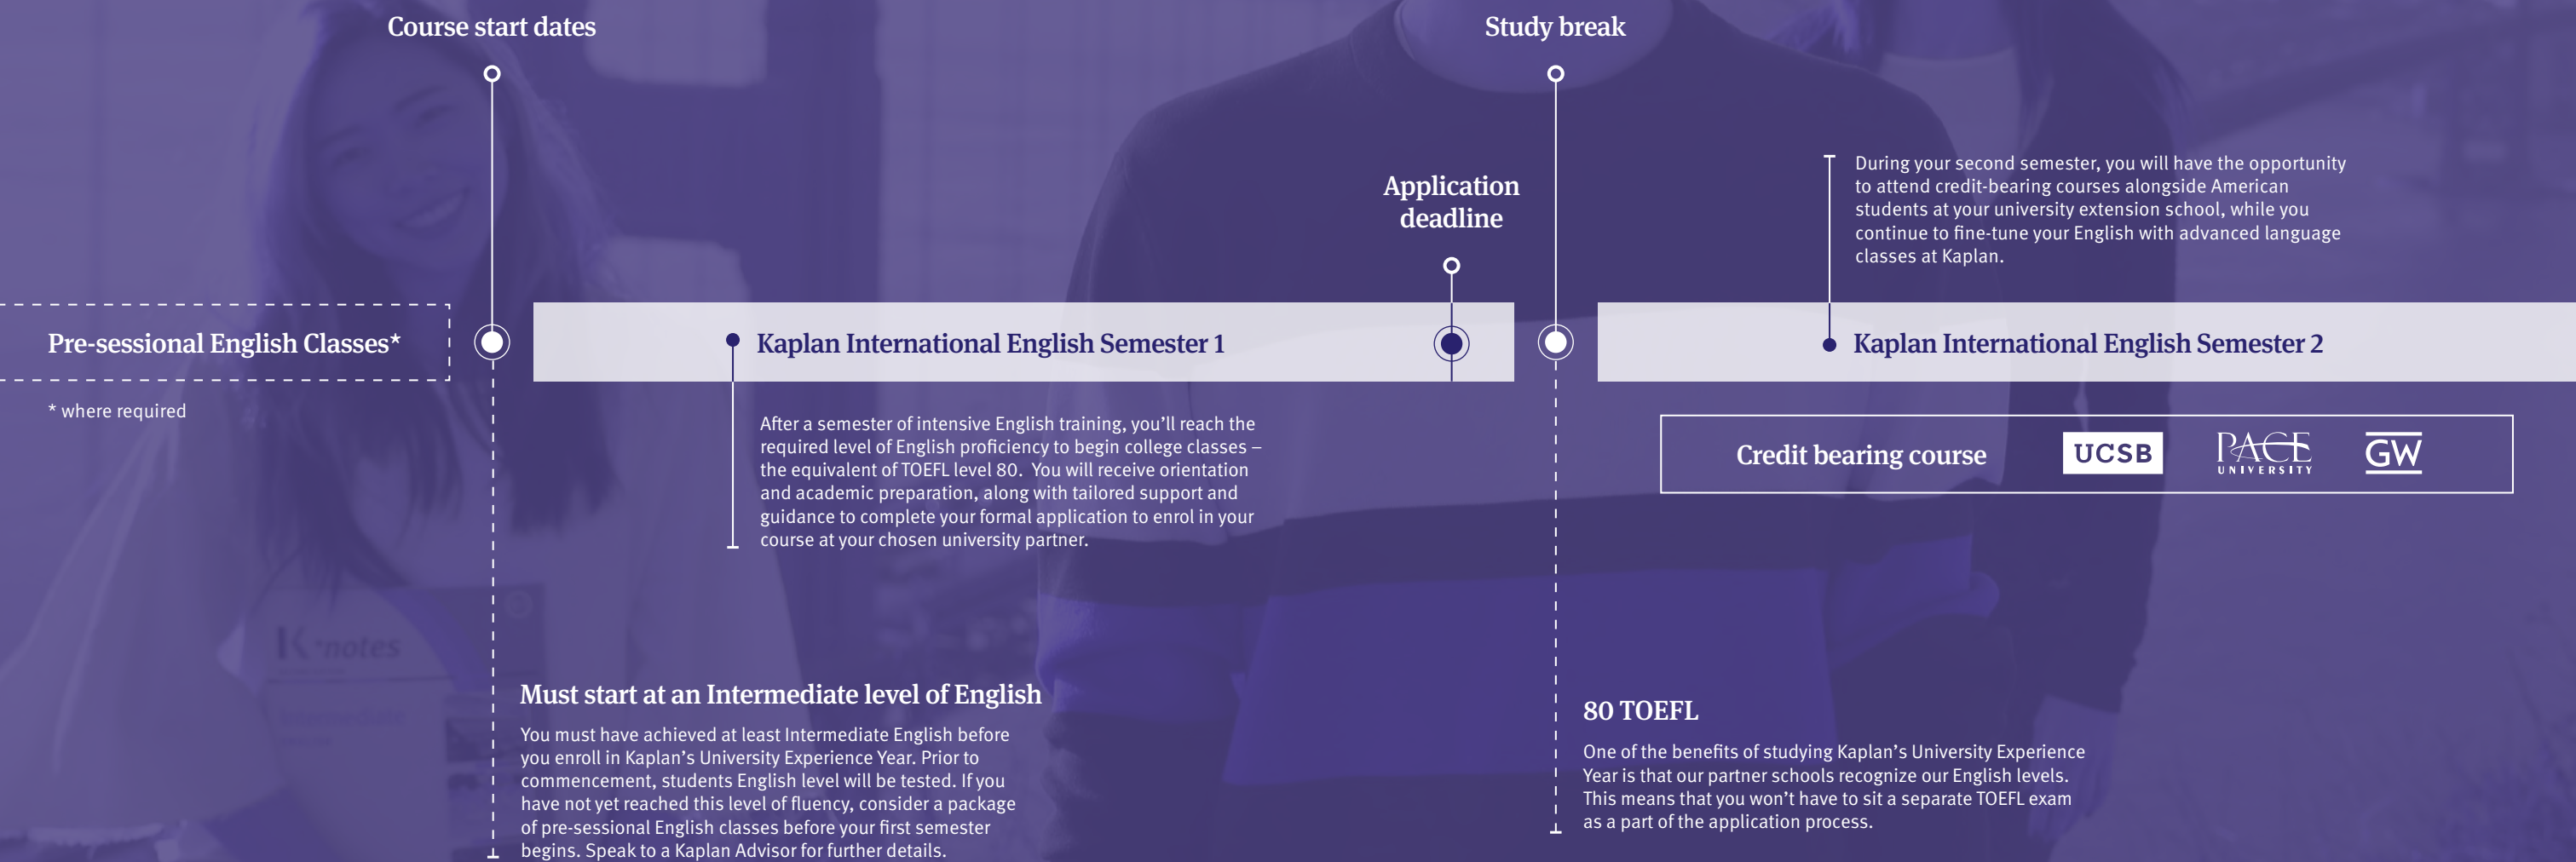 Course start dates
Study break
Application
deadline
During your second semester, you will have the opportunity
to attend credit-bearing courses alongside American
students at your university extension school, while you
continue to fine-tune your English with advanced language
classes at Kaplan.
Pre-sessional English Classes*
Kaplan International English Semester 1
Kaplan International English Semester 2
* where required
After a semester of intensive English training, you’ll reach the
required level of English proficiency to begin college classes –
the equivalent of TOEFL level 80. You will receive orientation
and academic preparation, along with tailored support and
guidance to complete your formal application to enrol in your
course at your chosen university partner.
Credit bearing course
UCSB
PACE
UNIVERSITY
GW
K-notes
Must start at an Intermediate level of English
You must have achieved at least Intermediate English before
you enroll in Kaplan’s University Experience Year. Prior to
commencement, students English level will be tested. If you
have not yet reached this level of fluency, consider a package
of pre-sessional English classes before your first semester
begins. Speak to a Kaplan Advisor for further details.
80 TOEFL
One of the benefits of studying Kaplan’s University Experience
Year is that our partner schools recognize our English levels.
This means that you won’t have to sit a separate TOEFL exam
as a part of the application process.